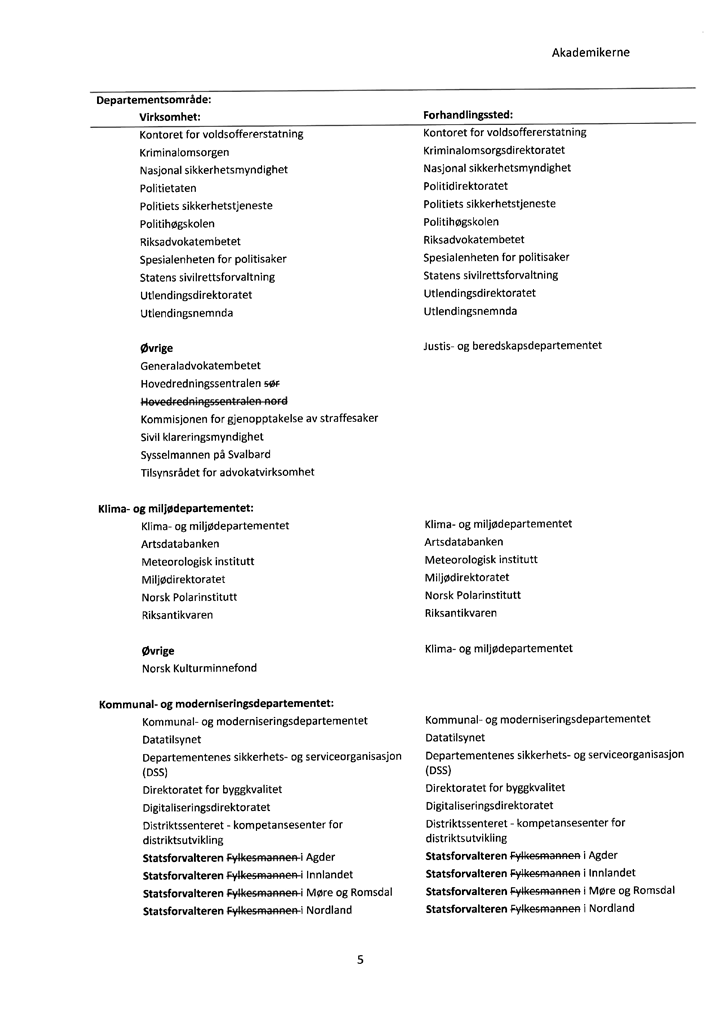 Akademikerne
Departementsområde:
Virksomhet: Forhandlingssted:
Kontoret for voldsoffererstatning Kontoret for voldsoffererstatning
Kriminalomsorgen Kriminalomsorgsdirektoratet
Nasjonal sikkerhetsmyndighet Nasjonal sikkerhetsmyndighet
Politietaten Politidirektoratet
Politiets sikkerhetstjeneste Politiets sikkerhetstjeneste
Politihøgskolen Politihøgskolen
Riksadvokatembetet Riksadvokatembetet
Spesialenheten for politisaker Spesialenheten for politisaker
Statens sivilrettsforvaltning Statens sivilrettsforvaltning
Utlendingsdirektoratet Utlendingsdirektoratet
Utlendingsnemnda Utlendingsnemnda
Øvrige Justis- og beredskapsdepartementet
Generaladvokatembetet
Hovedredningssentralen sør
Hovedredningssentralen nord
Kommisjonen for gjenopptakelse av straffesaker
Sivil klareringsmyndighet
Sysselmannen på Svalbard
Tilsynsrådet for advokatvirksomhet
Klima- og miljødepartementet:
Klima- og miljødepartementet Klima- og miljødepartementet
Artsdatabanken Artsdatabanken
Meteorologisk institutt Meteorologisk institutt
Miljødirektoratet Miljødirektoratet
Norsk Polarinstitutt Norsk Polarinstitutt
Riksantikvaren Riksantikvaren
Øvrige Klima- og miljødepartementet
Norsk Kulturminnefond
Kommunal- og moderniseringsdepartementet:
Kommunal- og moderniseringsdepartementet Kommunal- og moderniseringsdepartementet
Datatilsynet Datatilsynet
Departementenes sikkerhets- og serviceorganisasjon Departementenes sikkerhets- og serviceorganisasjon
(DSS) (DSS)
Direktoratet for byggkvalitet Direktoratet for byggkvalitet
Digitaliseringsdirektoratet Digitaliseringsdirektoratet
Distriktssenteret - kompetansesenter for Distriktssenteret - kompetansesenter for
distriktsutvikling distriktsutvikling
Statsforvalteren Fylkesmannen i Agder Statsforvalteren Fylkesmannen i Agder
Statsforvalteren Fylkesmannen i Innlandet Statsforvalteren Fylkesmannen i Innlandet
Statsforvalteren Fylkesmannen i Møre og Romsdal Statsforvalteren Fylkesmannen i Møre og Romsdal
Statsforvalteren Fylkesmannen i Nordland Statsforvalteren Fylkesmannen i Nordland
5